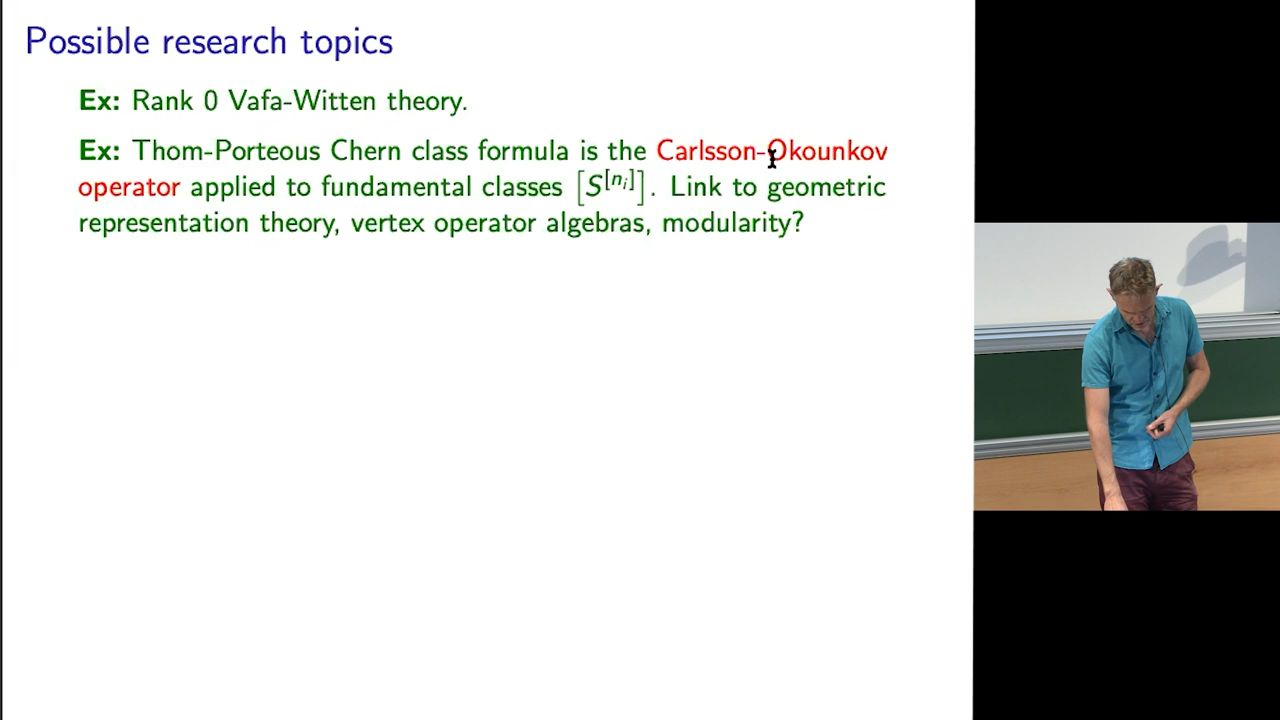 Possible research topics
Ex: Rank 0 Vafa-Witten theory.
Ex: Thom-Porteous Chern class formula is the Carlsson-Okounkov
operator applied to fundamental classes [S^{[n_i]}]. Link to geometric
representation theory, vertex operator algebras, modularity?